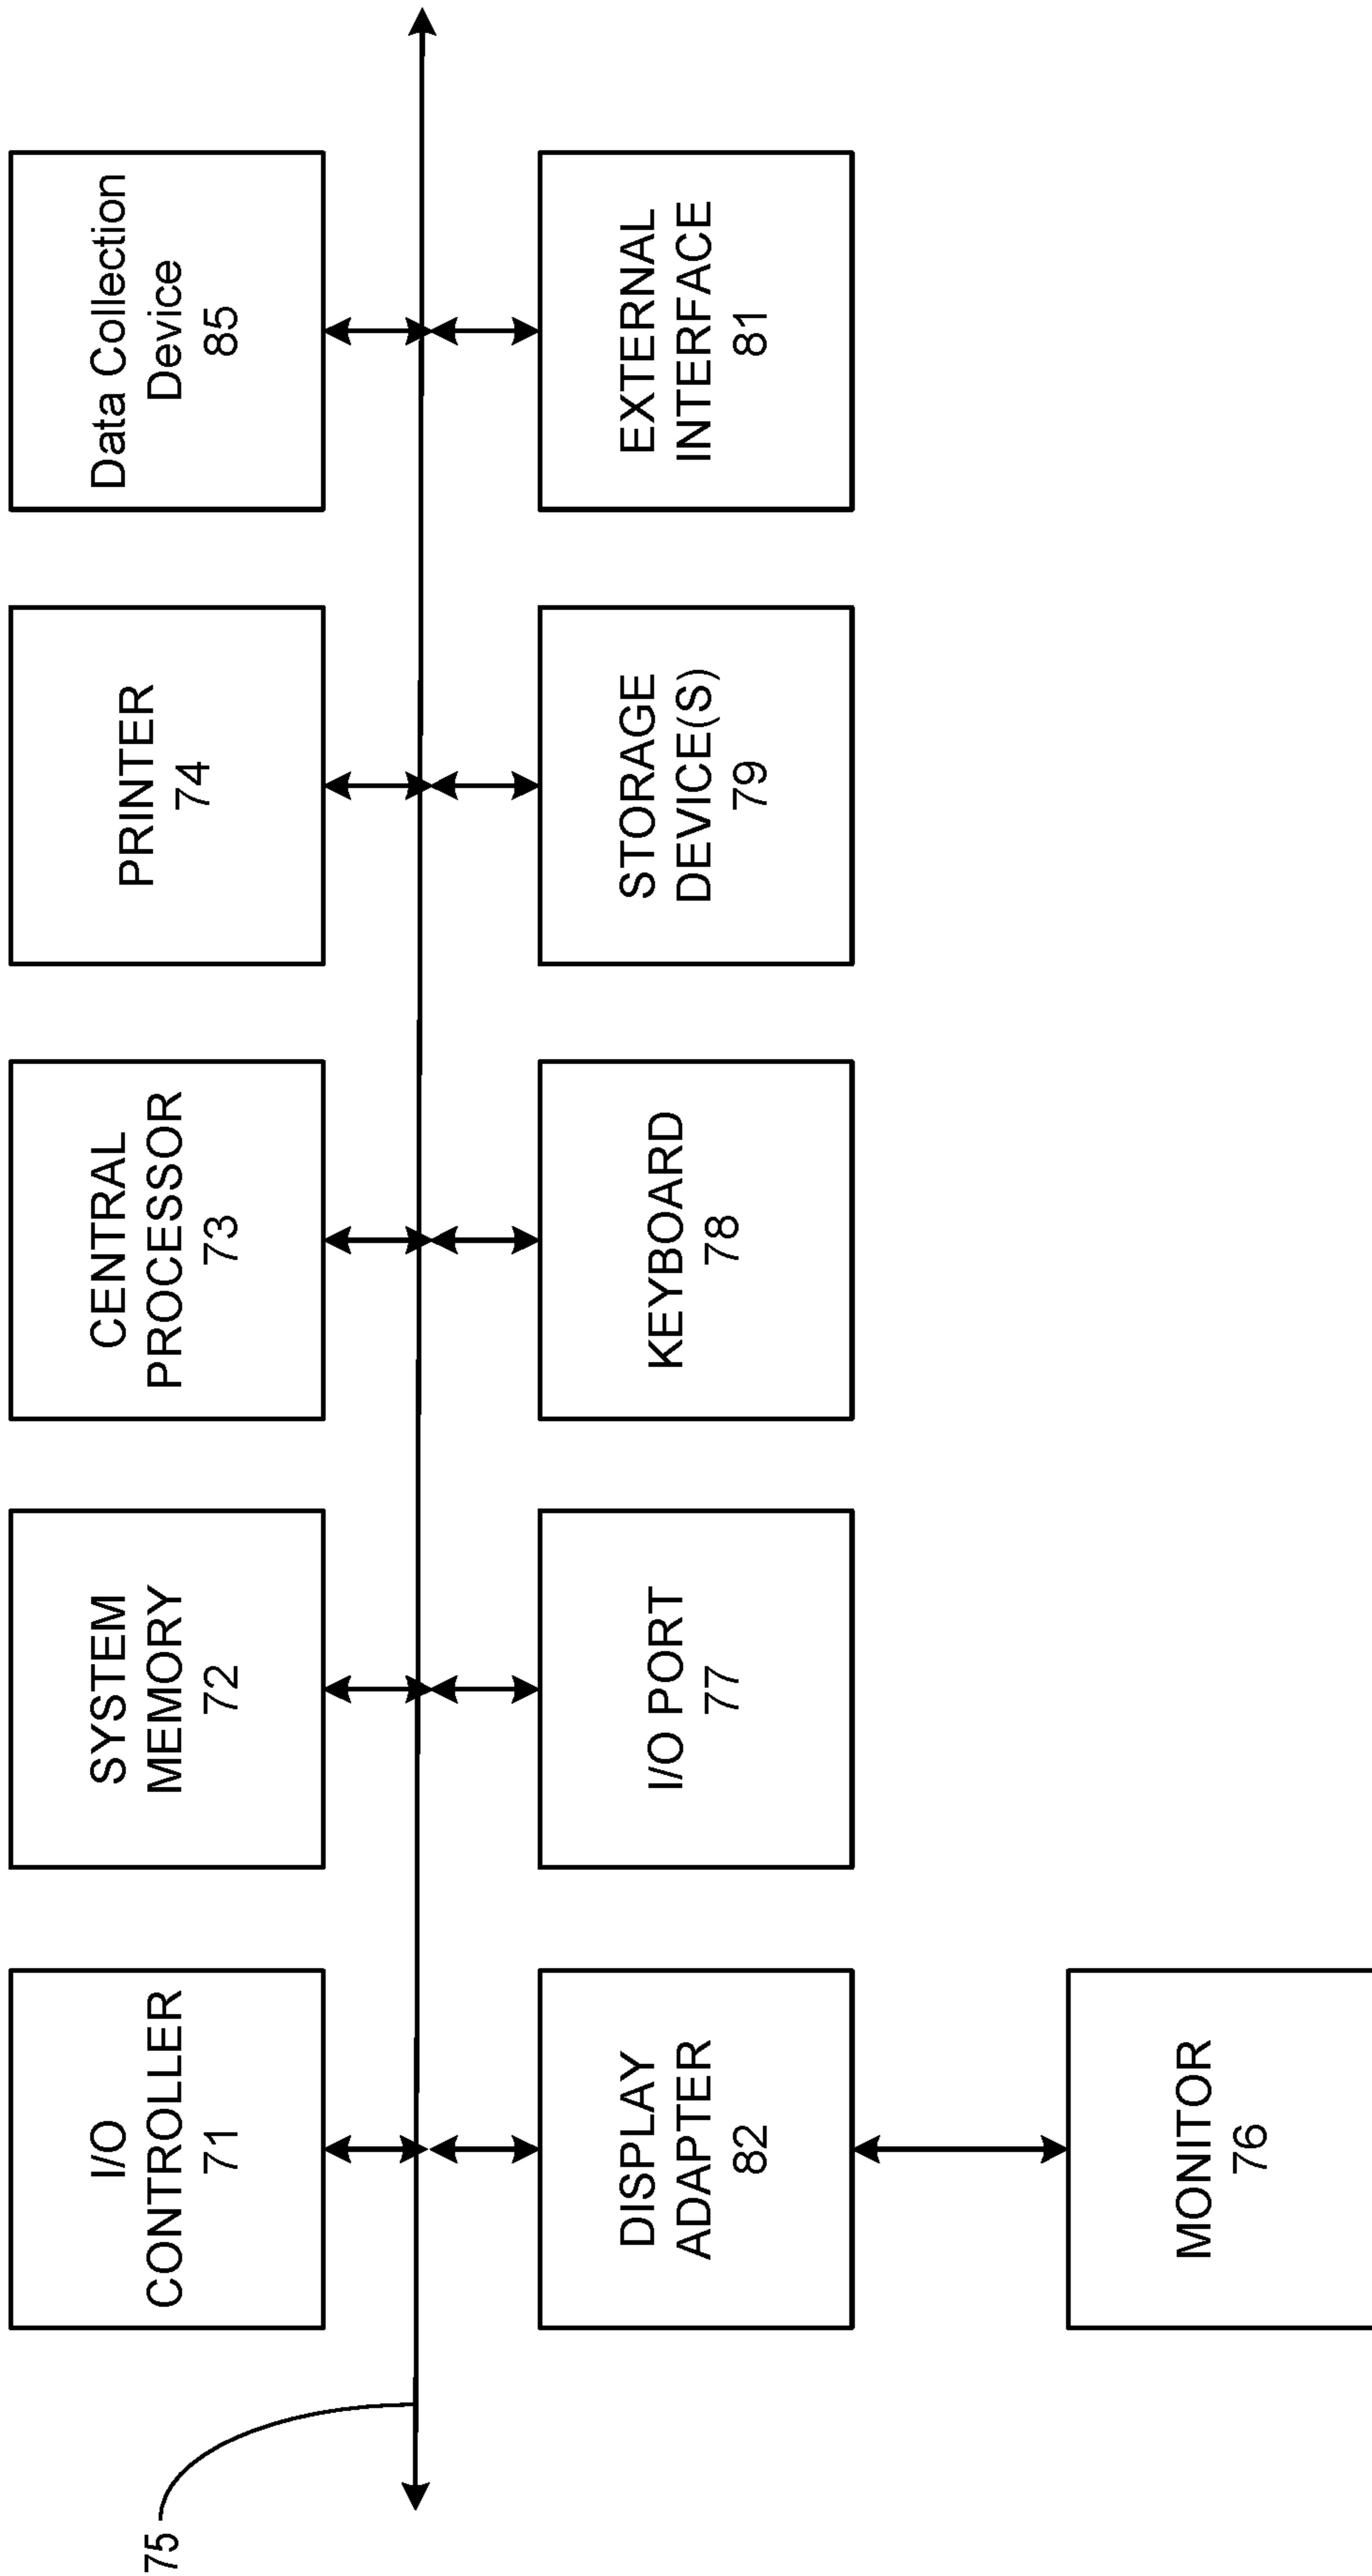 I/O
CONTROLLER
71
SYSTEM
MEMORY
72
CENTRAL
PROCESSOR
73
PRINTER
74
Data Collection
Device
85
75
DISPLAY
ADAPTER
82
I/O PORT
77
KEYBOARD
78
STORAGE
DEVICE(S)
79
EXTERNAL
INTERFACE
81
MONITOR
76